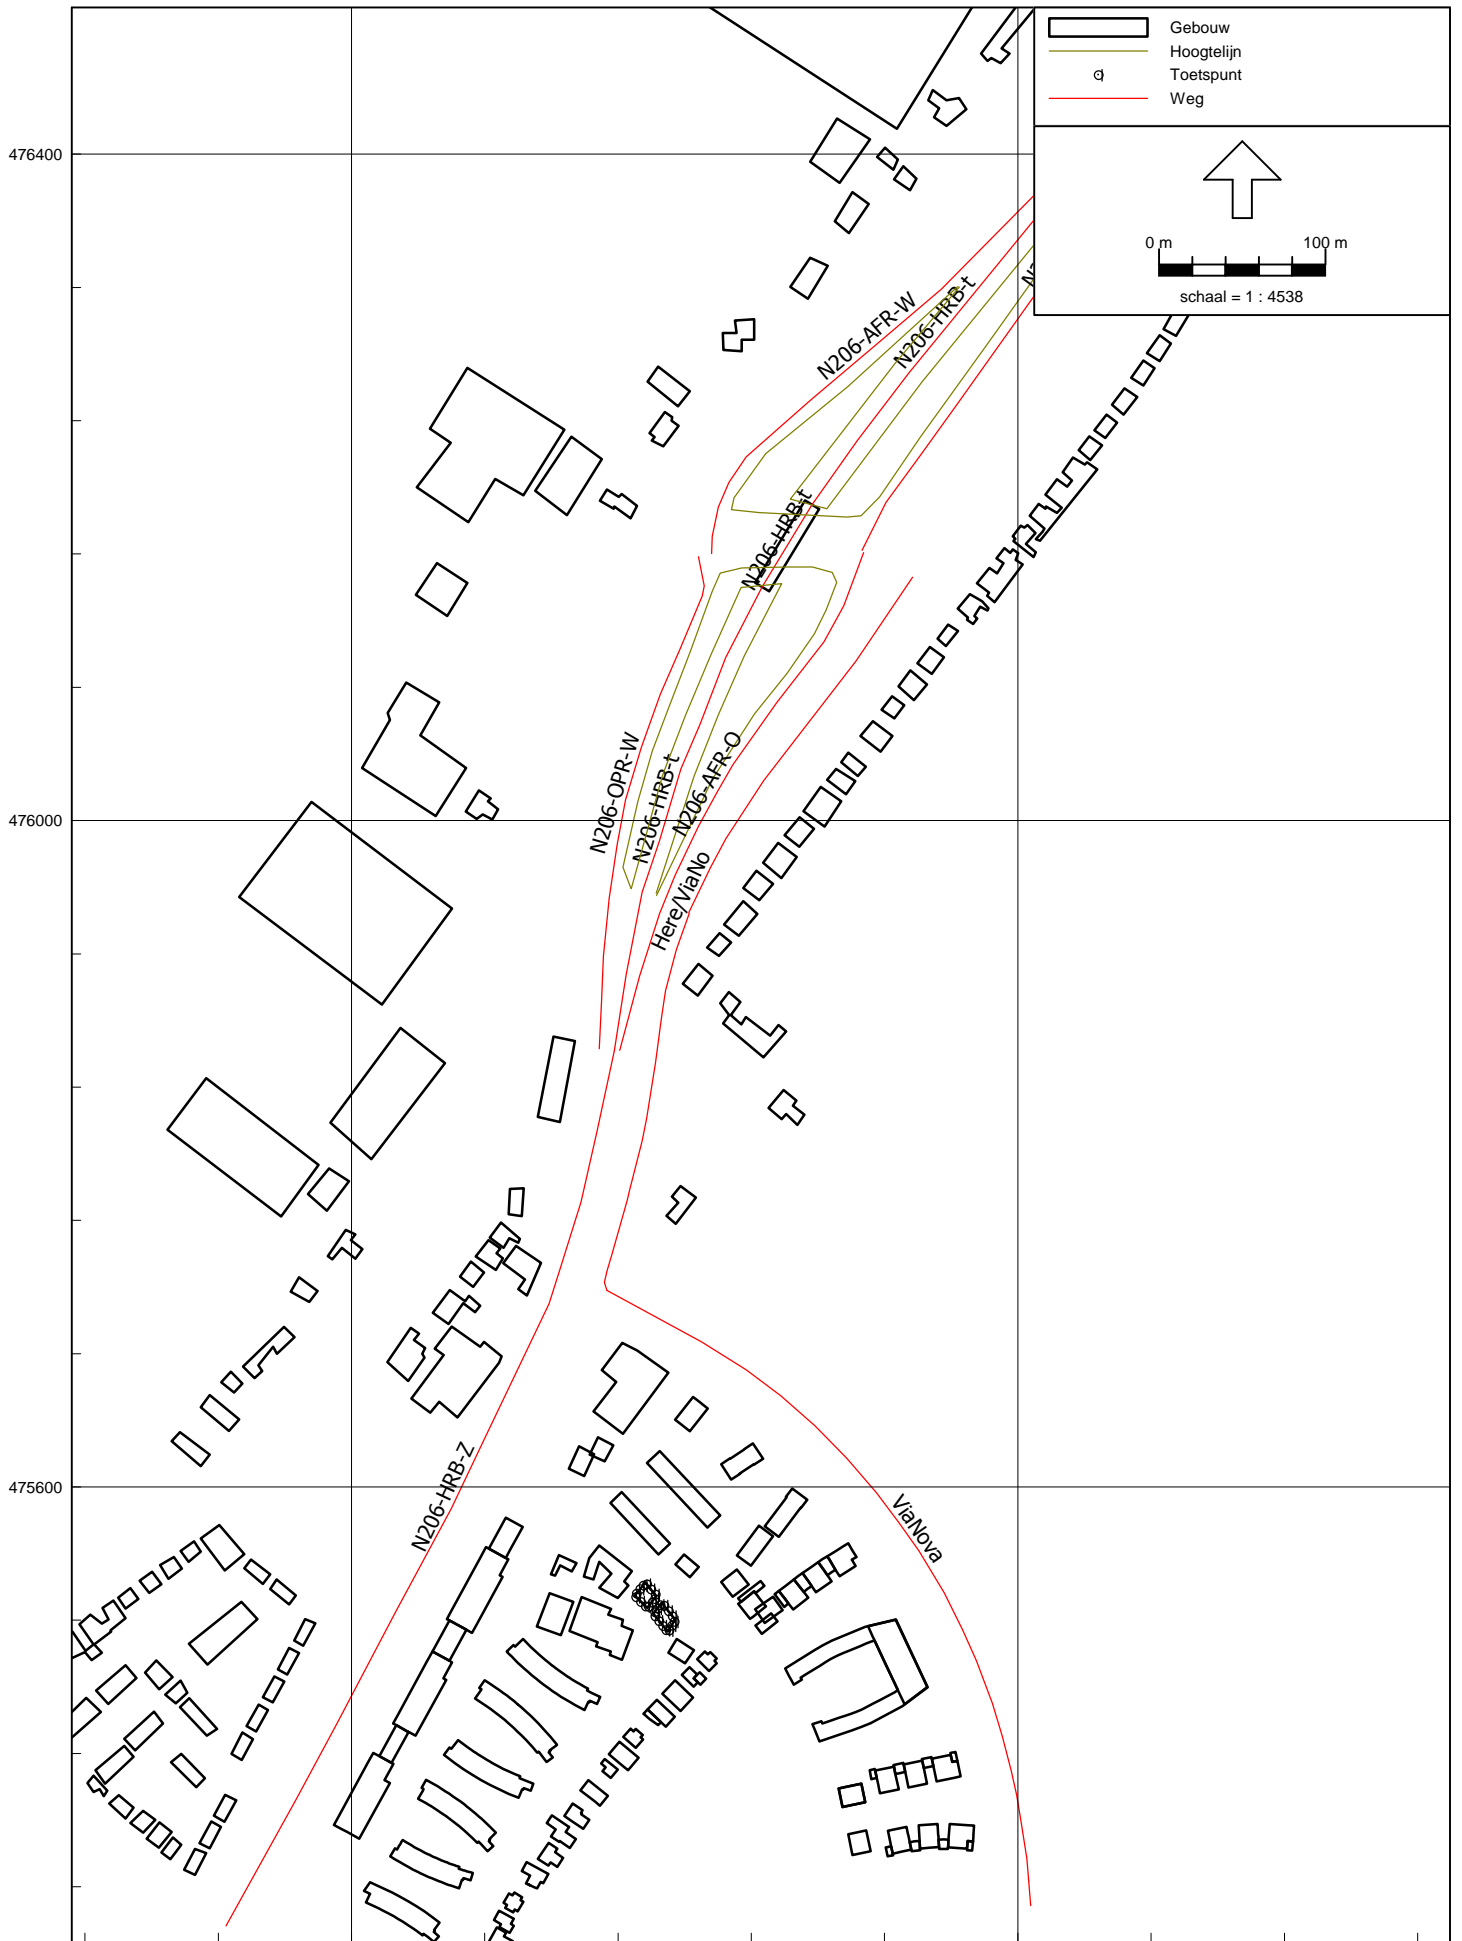 Gebouw
Hoogtelijn
Toetspunt
Weg
476400
0 m 100 m
schaal = 1 : 4538
N206-AFR-W
N206-HRB-t
N206-HRB-t
N206-OPR-W
N206-HRB-t
N206-AFR-O
476000
Here/ViaNo
475600
N206-HRB-Z
ViaNova